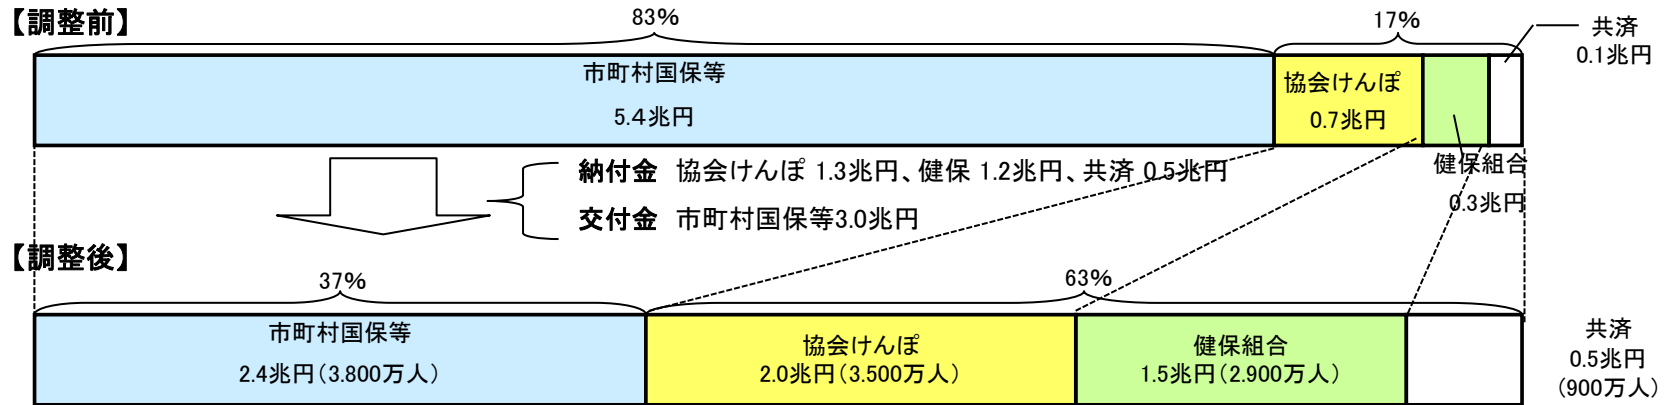 【調整前】
83%
17%
共済
0.1兆円
市町村国保等
5.4兆円
協会けんぽ
0.7兆円
健保組合
0.3兆円
納付金 協会けんぽ 1.3兆円、健保 1.2兆円、共済 0.5兆円
交付金 市町村国保等3.0兆円
【調整後】
37%
63%
市町村国保等
2.4兆円(3.800万人)
協会けんぽ
2.0兆円(3.500万人)
健保組合
1.5兆円(2.900万人)
共済
0.5兆円
(900万人)